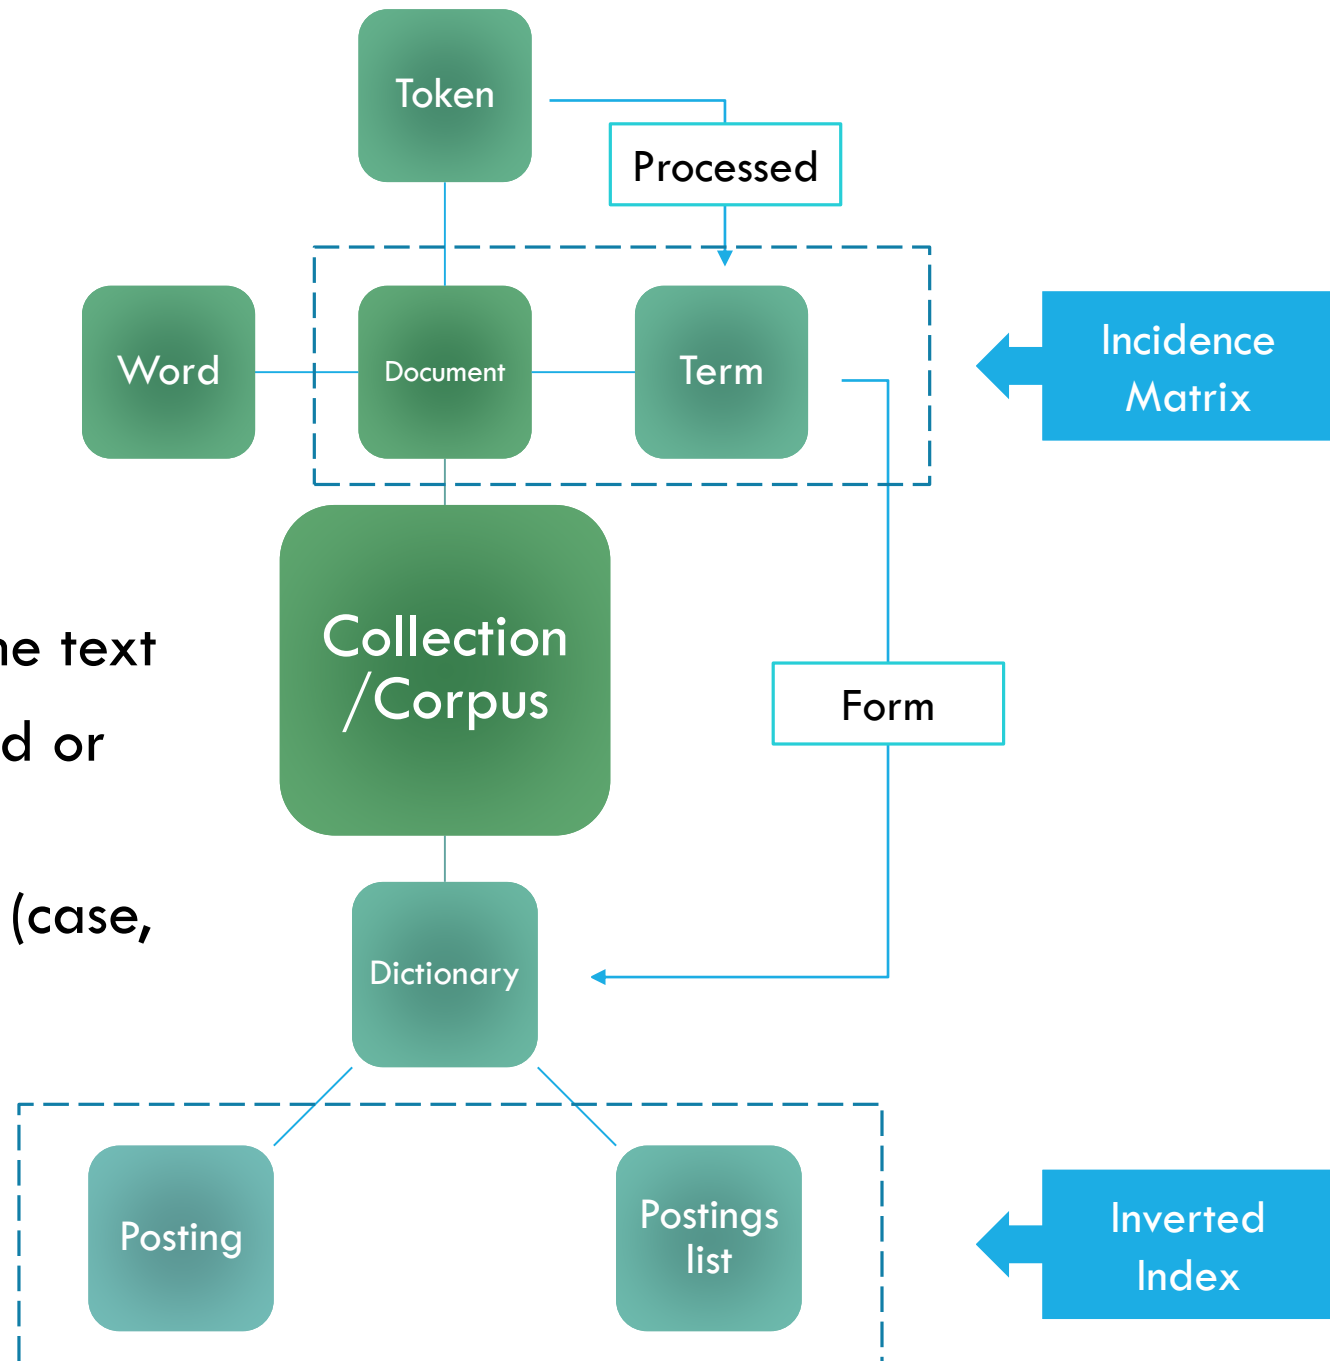 Token
Processed
Word
Document
Term
Incidence
Matrix
he text
d or
(case,
Collection
/Corpus
Form
Dictionary
Posting
Postings
list
Inverted
Index